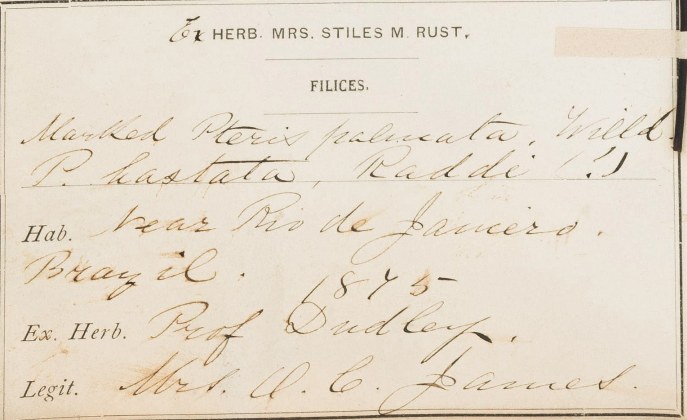 Ex HERB. MRS. STILES M. RUST.
FILICES.
Marked Pteris palmata, Willd.
P. hastata, Raddi (!)
Hab. Near Rio de Janiero.
Brazil.
1875
Ex. Herb. Prof Dudley.
Legit. Mrs. O. C. James.